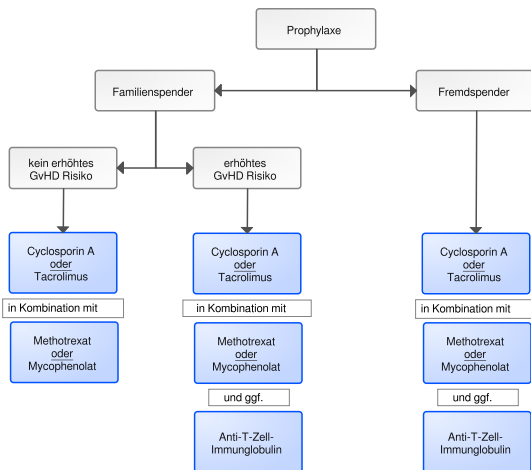 Prophylaxe
Familienspender
Fremdspender
kein erhöhtes
GvHD Risiko
erhöhtes
GvHD Risiko
Cyclosporin A
oder
Tacrolimus
Cyclosporin A
oder
Tacrolimus
Cyclosporin A
oder
Tacrolimus
in Kombination mit
in Kombination mit
in Kombination mit
Methotrexat
oder
Mycophenolat
Methotrexat
oder
Mycophenolat
Methotrexat
oder
Mycophenolat
und ggf.
und ggf.
Anti-T-Zell-
Immunglobulin
Anti-T-Zell-
Immunglobulin